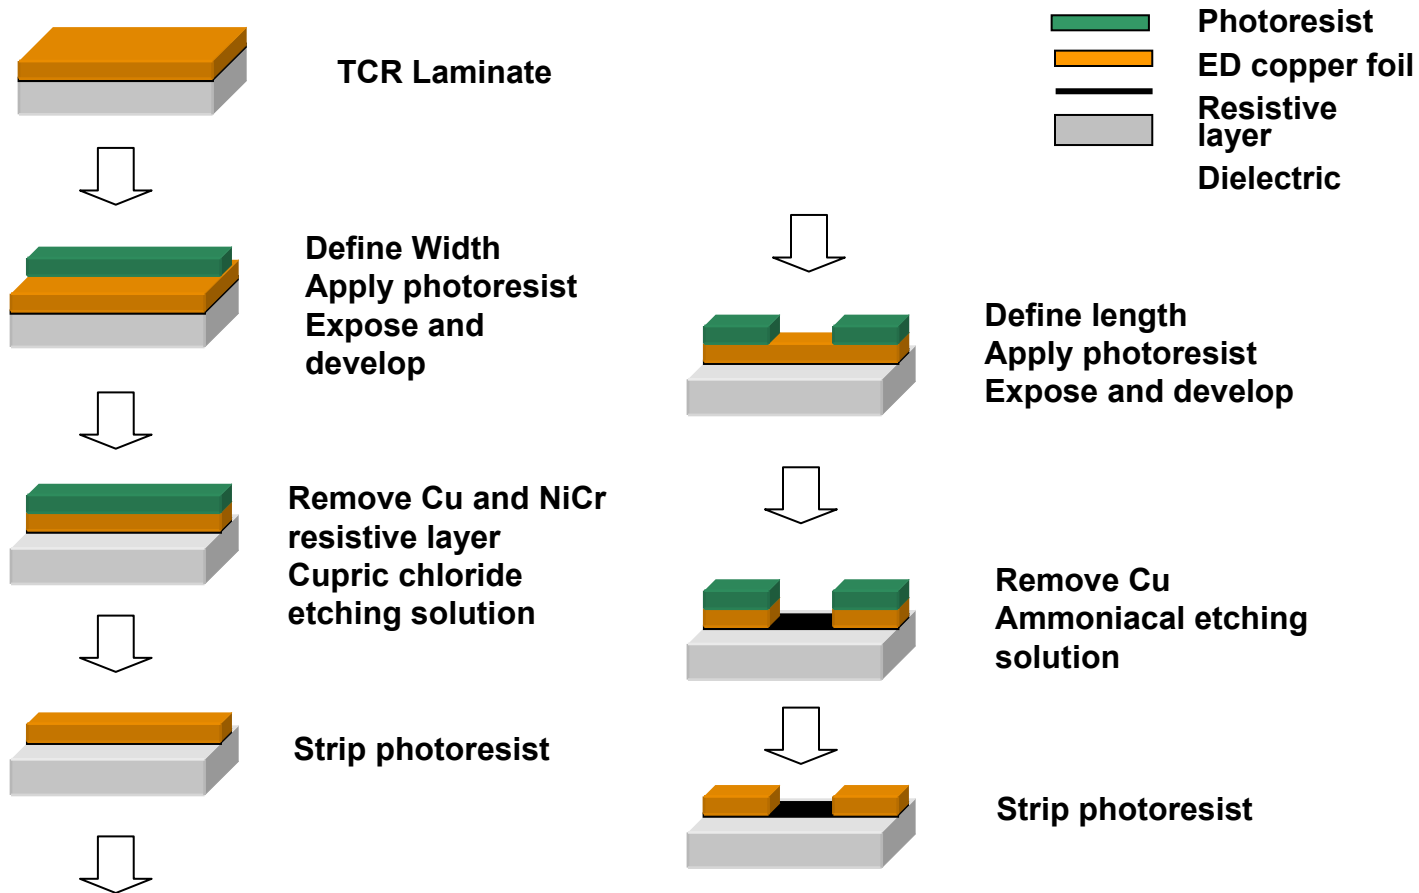 TCR Laminate
Define Width
Apply photoresist
Expose and
develop
Remove Cu and NiCr
resistive layer
Cupric chloride
etching solution
Strip photoresist
Photoresist
ED copper foil
Resistive
layer
Dielectric
Define length
Apply photoresist
Expose and develop
Remove Cu
Ammoniacal etching
solution
Strip photoresist